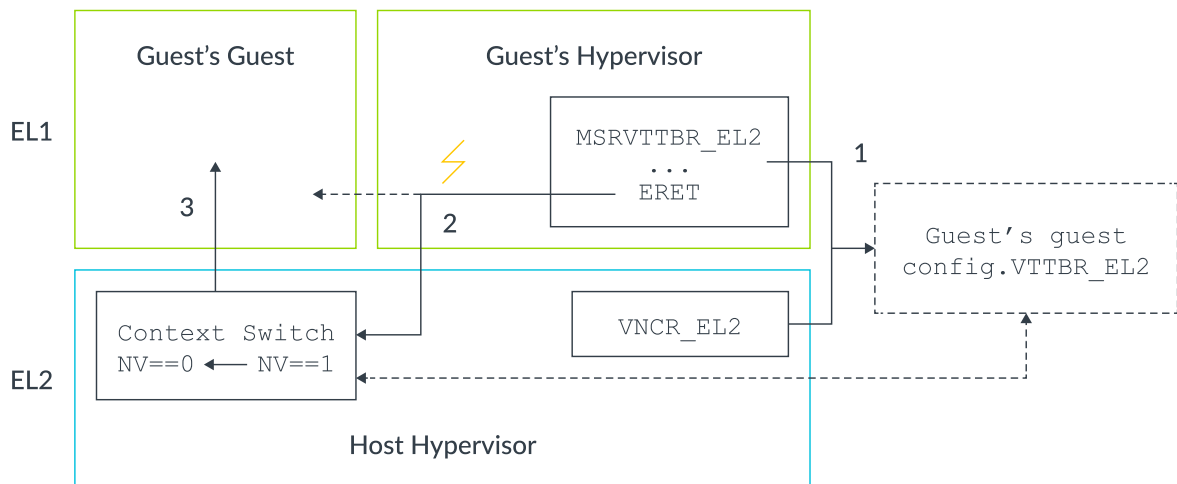 Guest’s Guest
Guest’s Hypervisor
EL1
MSRVTTBR_EL2
...
ERET
1
2
3
Guest’s guest
config.VTTBR_EL2
Context Switch
NV==0 NV==1
VNCR_EL2
EL2
Host Hypervisor